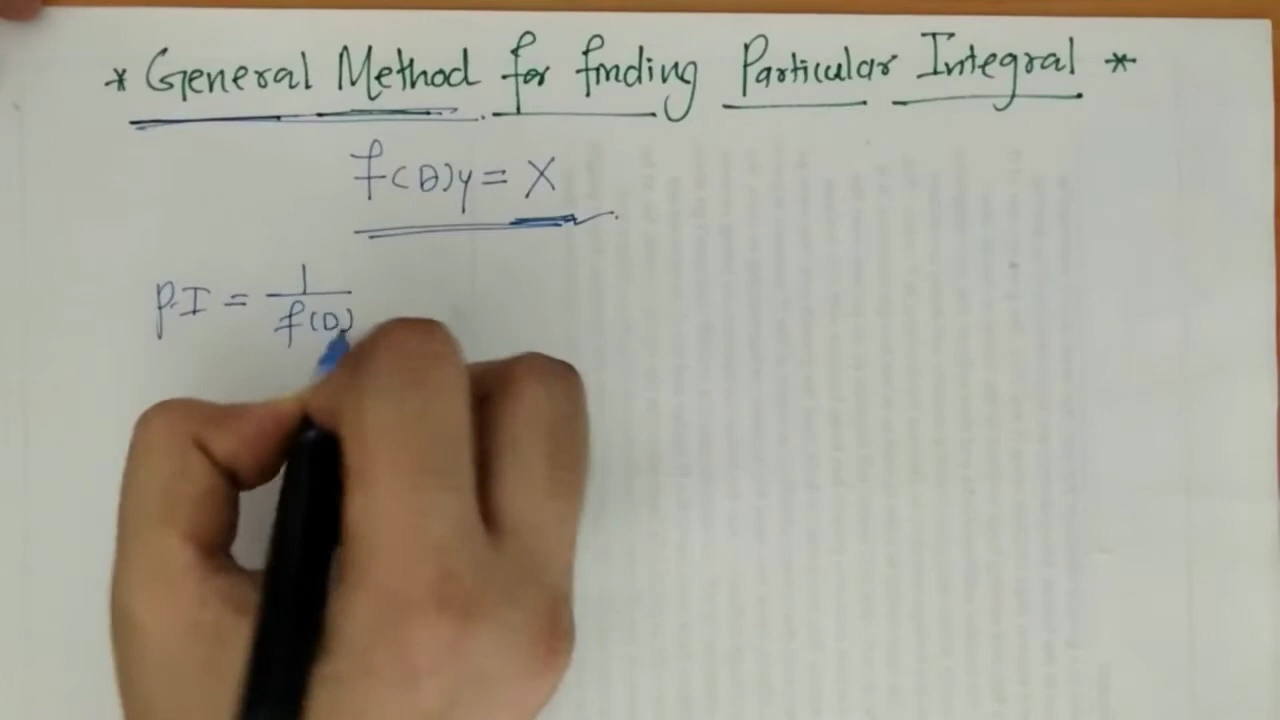 * General Method for finding Particular Integral *
f(D)y = X
P.I = 1/f(D)